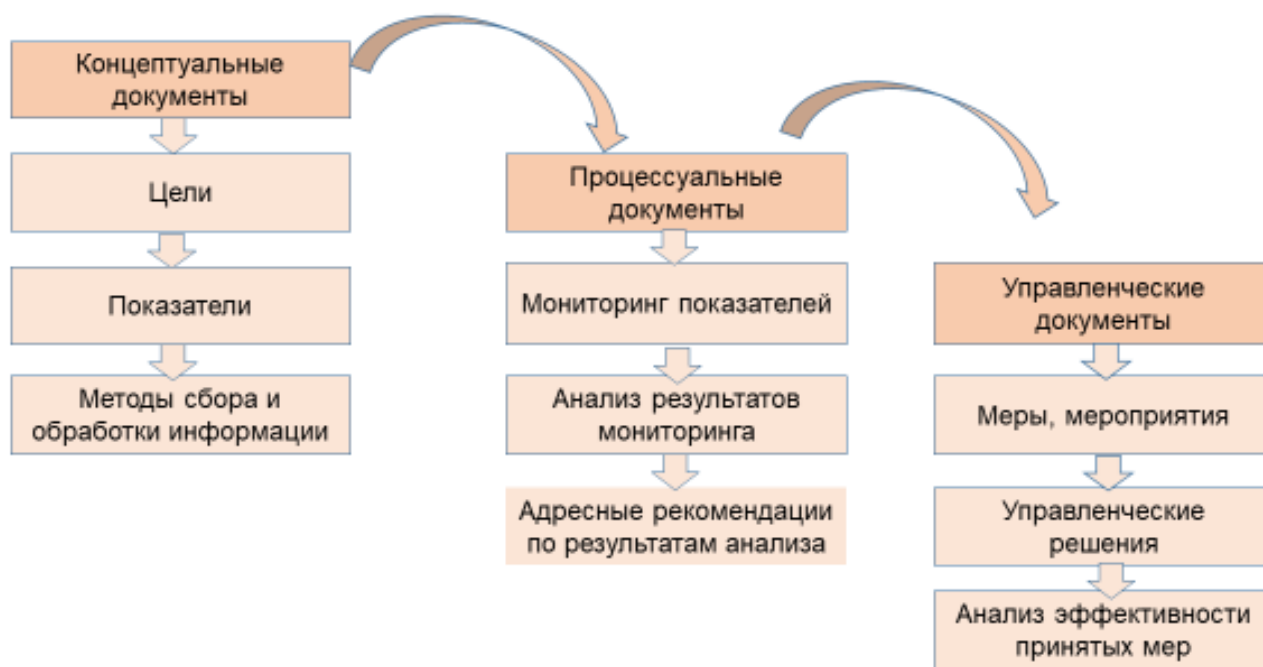 Концептуальные
документы
Цели
Показатели
Методы сбора и
обработки информации
Процессуальные
документы
Мониторинг показателей
Анализ результатов
мониторинга
Адресные рекомендации
по результатам анализа
Управленческие
документы
Меры, мероприятия
Управленческие
решения
Анализ эффективности
принятых мер